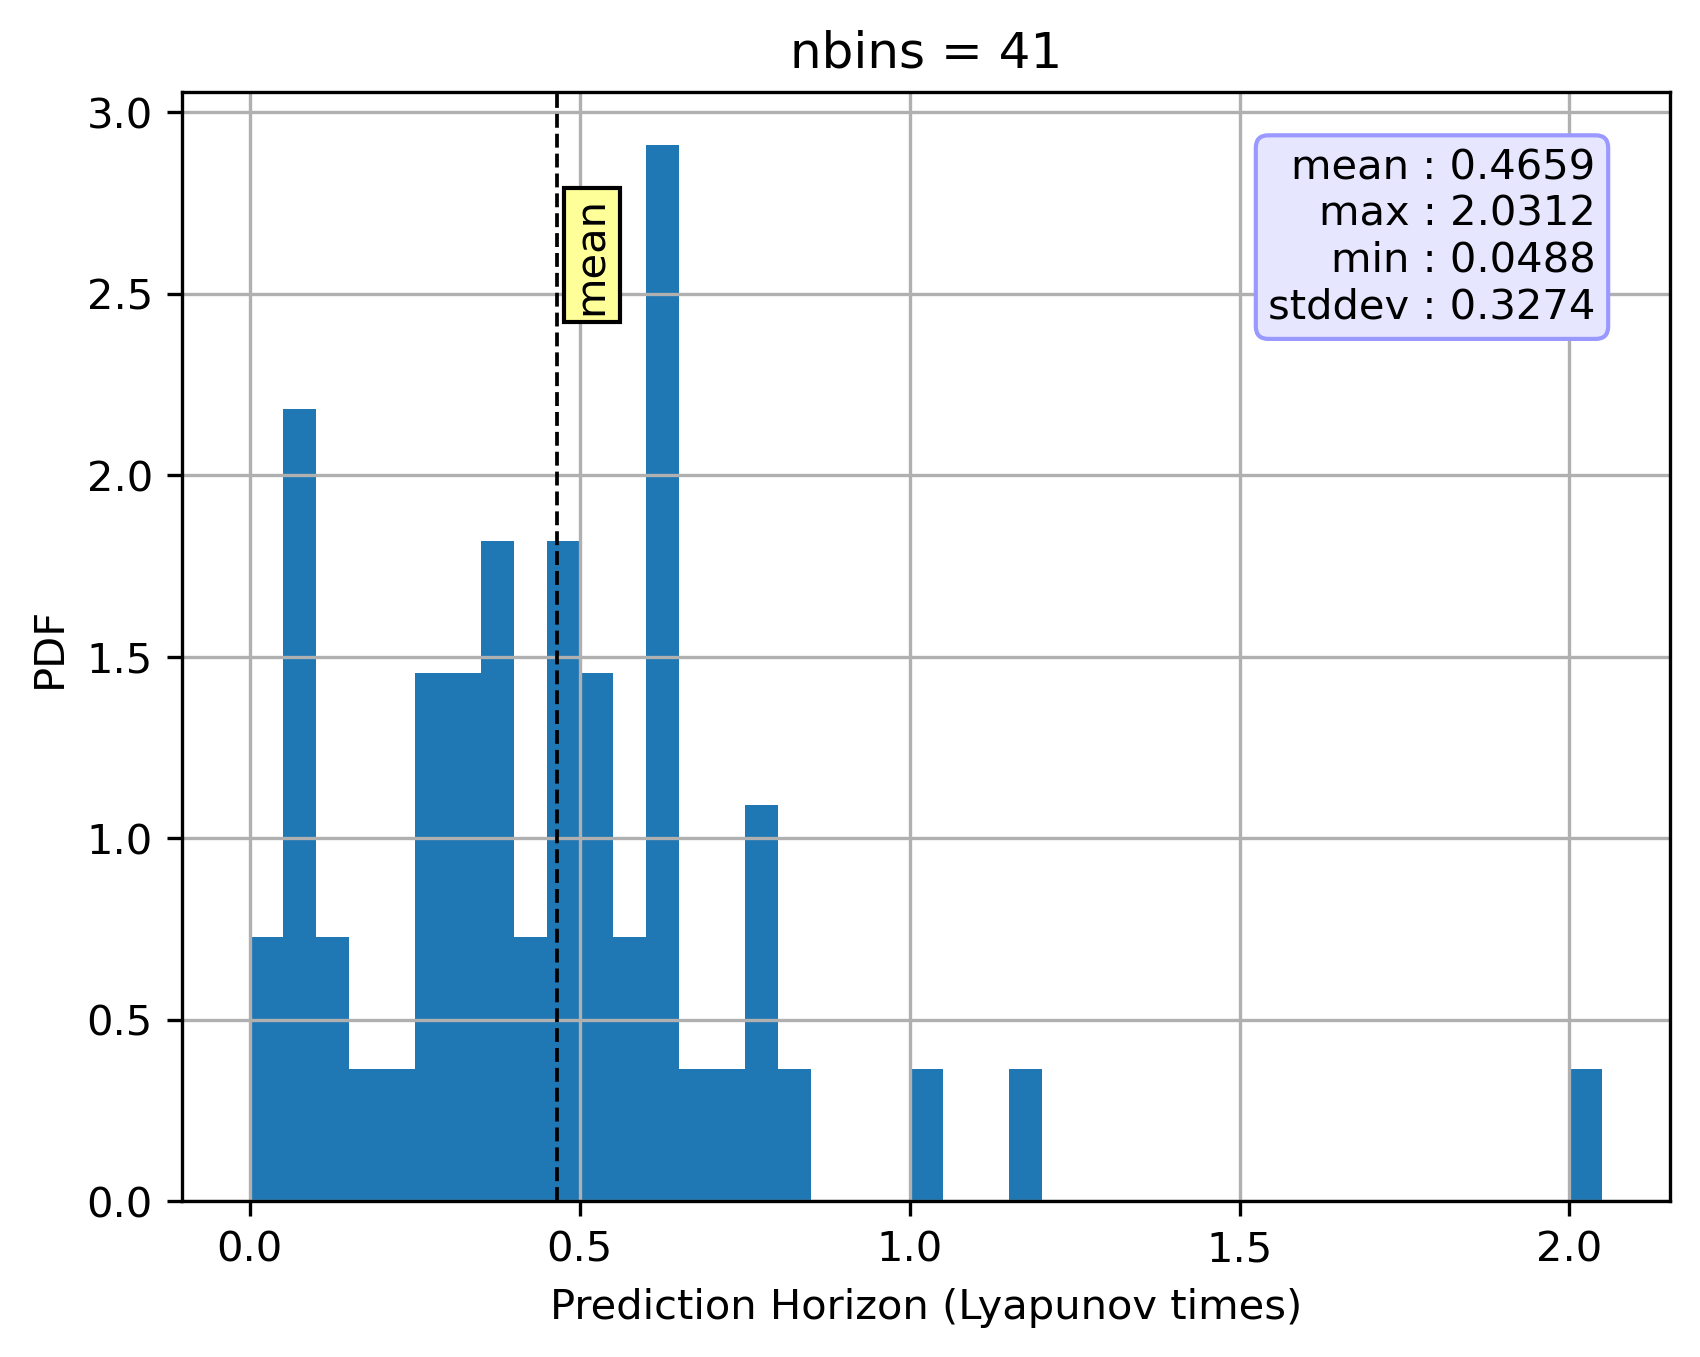 nbins = 41
3.0
2.5
2.0
1.5
1.0
0.5
0.0
PDF
mean
mean : 0.4659
max : 2.0312
min : 0.0488
stddev : 0.3274
0.0 0.5 1.0 1.5 2.0
Prediction Horizon (Lyapunov times)